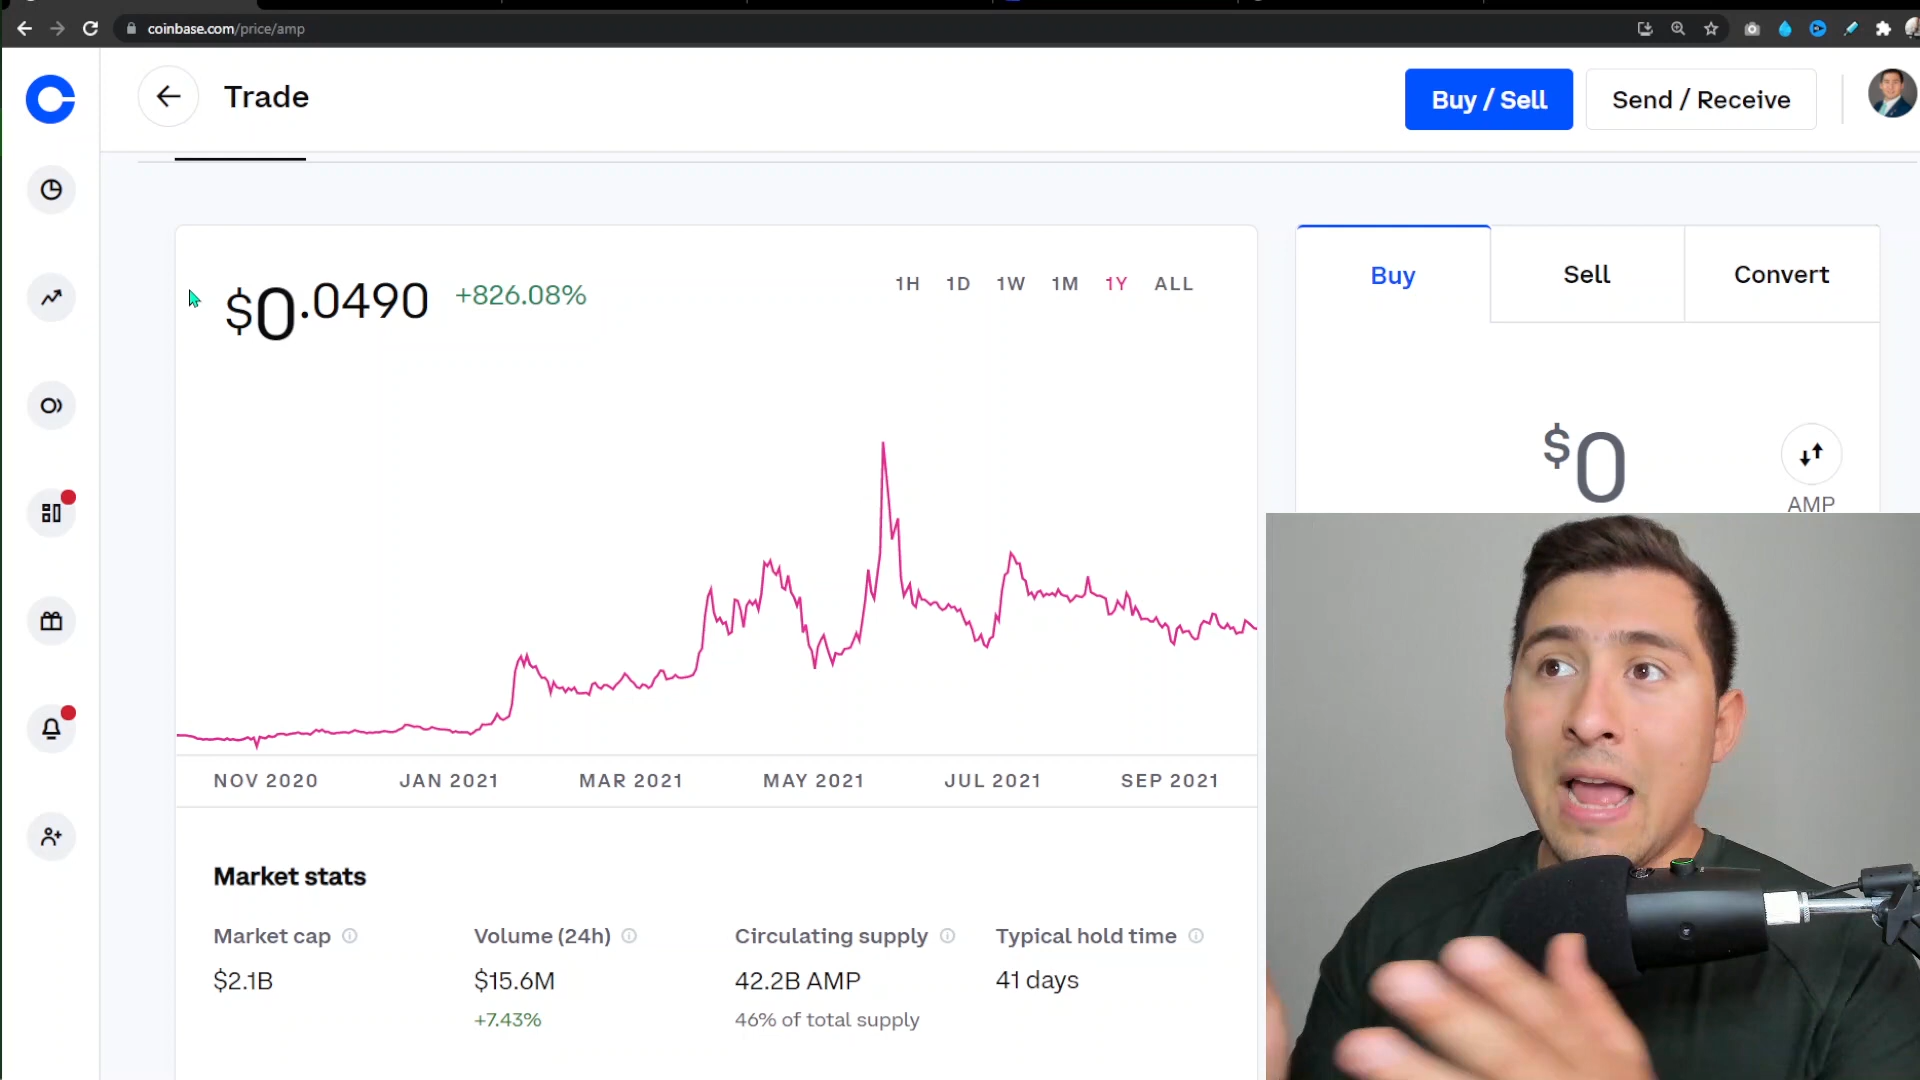 coinbase.com/price/amp
Trade
Buy / Sell
Send / Receive
$0.0490 +826.08%
1H 1D 1W 1M 1Y ALL
Buy Sell Convert
$0
AMP
NOV 2020 JAN 2021 MAR 2021 MAY 2021 JUL 2021 SEP 2021
Market stats
Market cap Volume (24h) Circulating supply Typical hold time
$2.1B $15.6M 42.2B AMP 41 days
+7.43% 46% of total supply